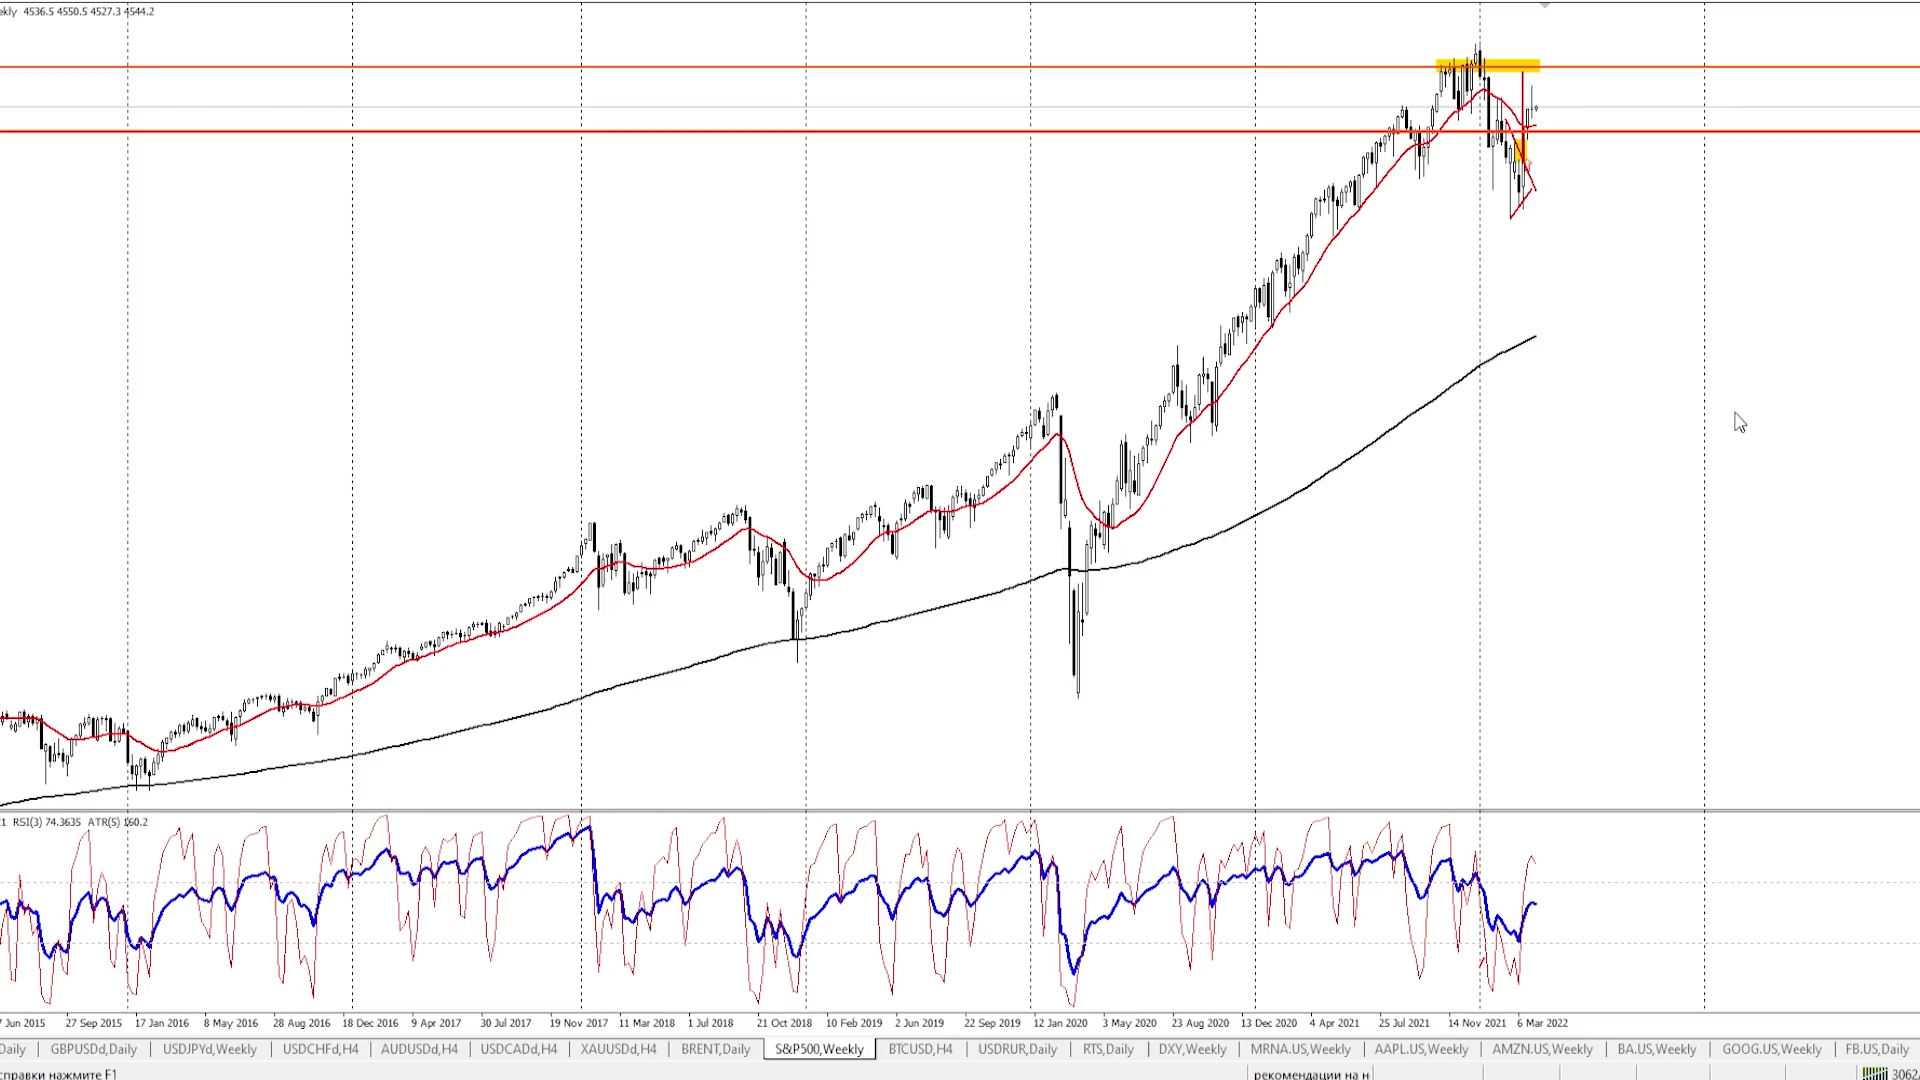 ekly 4536.5 4550.5 4527.3 4544.2
21 RSI(3) 74.3635 ATR(5) 160.2
7 Jun 2015 27 Sep 2015 17 Jan 2016 8 May 2016 28 Aug 2016 18 Dec 2016 9 Apr 2017 30 Jul 2017 19 Nov 2017 11 Mar 2018 1 Jul 2018 21 Oct 2018 10 Feb 2019 2 Jun 2019 22 Sep 2019 12 Jan 2020 3 May 2020 23 Aug 2020 13 Dec 2020 4 Apr 2021 25 Jul 2021 14 Nov 2021 6 Mar 2022
Daily GBPUSDd,Daily USDJPYd,Weekly USDCHFd,H4 AUDUSDd,H4 USDCADd,H4 XAUUSDd,H4 BRENT,Daily S&P500,Weekly BTCUSD,H4 USDRUR,Daily RTS,Daily DXY,Weekly MRNA.US,Weekly AAPL.US,Weekly AMZN.US,Weekly BA.US,Weekly GOOG.US,Weekly FB.US,Daily
справки нажмите F1 рекомендации на н 3062